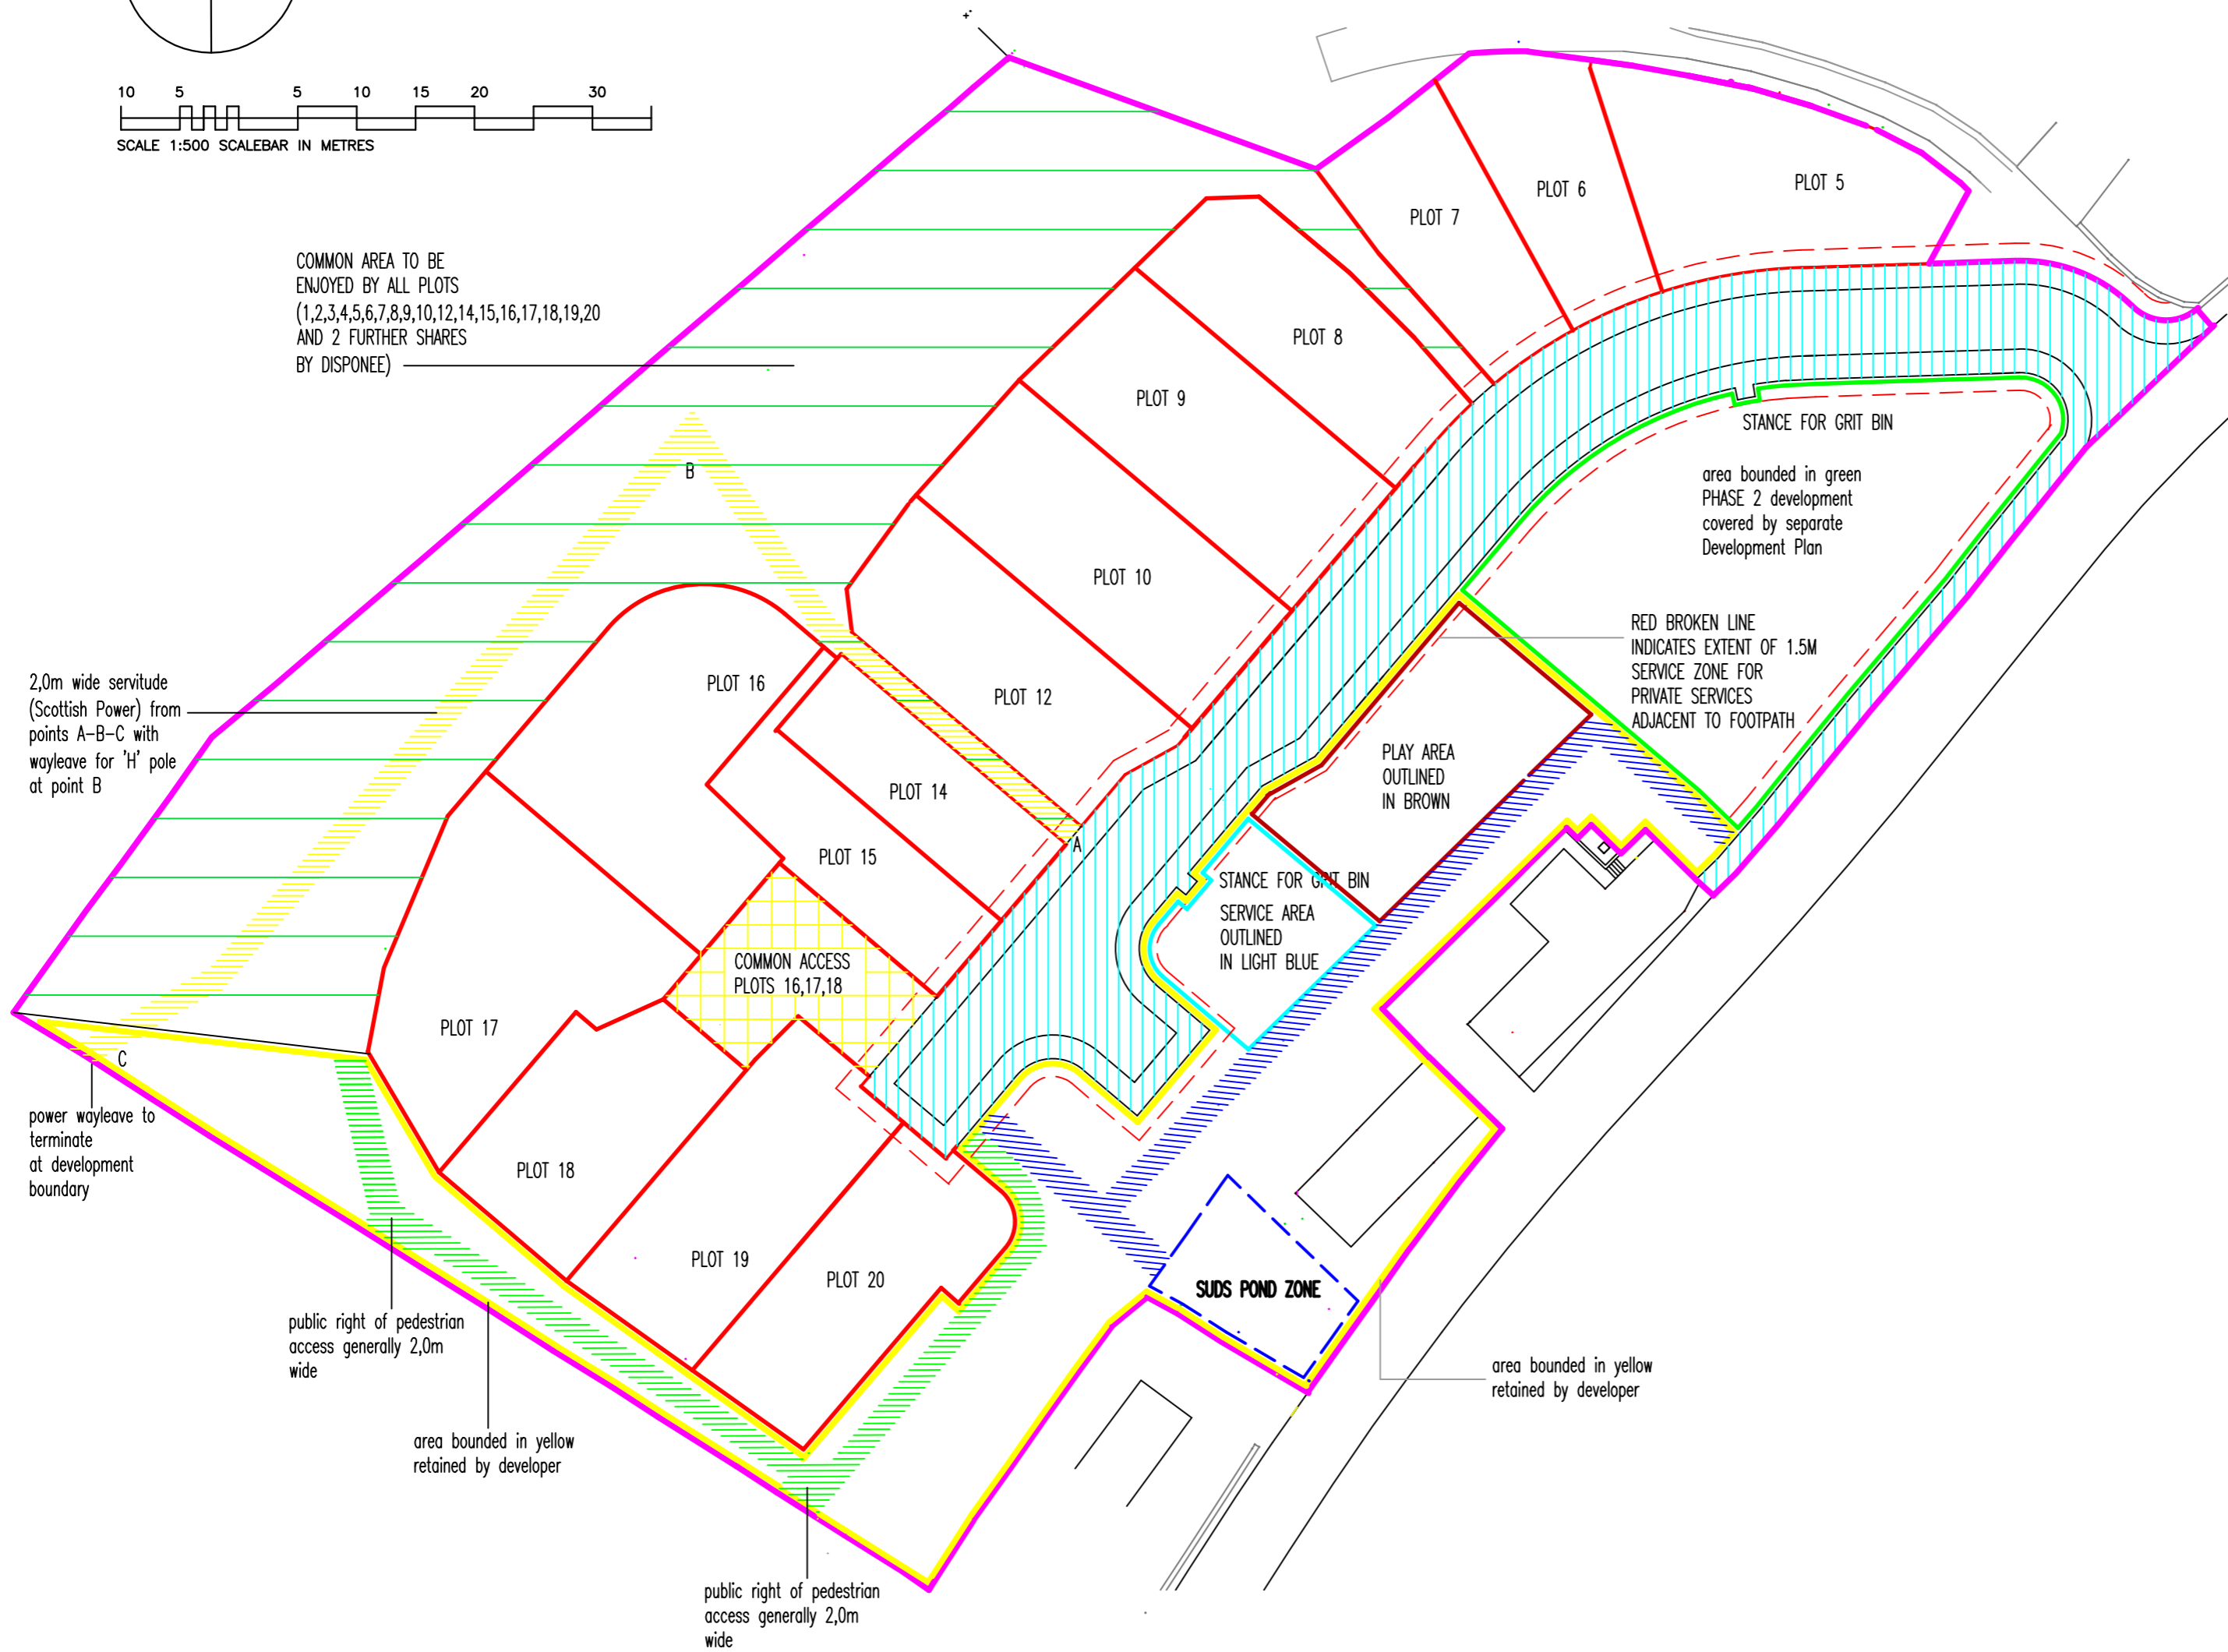 10 5 5 10 15 20 30
SCALE 1:500 SCALEBAR IN METRES
COMMON AREA TO BE
ENJOYED BY ALL PLOTS
(1,2,3,4,5,6,7,8,9,10,12,14,15,16,17,18,19,20
AND 2 FURTHER SHARES
BY DISPONEE)
PLOT 5
PLOT 6
PLOT 7
PLOT 8
PLOT 9
PLOT 10
PLOT 12
STANCE FOR GRIT BIN
area bounded in green
PHASE 2 development
covered by separate
Development Plan
RED BROKEN LINE
INDICATES EXTENT OF 1.5M
SERVICE ZONE FOR
PRIVATE SERVICES
ADJACENT TO FOOTPATH
B
2,0m wide servitude
(Scottish Power) from
points A-B-C with
wayleave for 'H' pole
at point B
PLOT 16
PLOT 14
PLOT 15
A
PLAY AREA
OUTLINED
IN BROWN
STANCE FOR GRIT BIN
SERVICE AREA
OUTLINED
IN LIGHT BLUE
COMMON ACCESS
PLOTS 16,17,18
PLOT 17
C
power wayleave to
terminate
at development
boundary
PLOT 18
PLOT 19
PLOT 20
SUDS POND ZONE
public right of pedestrian
access generally 2,0m
wide
area bounded in yellow
retained by developer
area bounded in yellow
retained by developer
public right of pedestrian
access generally 2,0m
wide